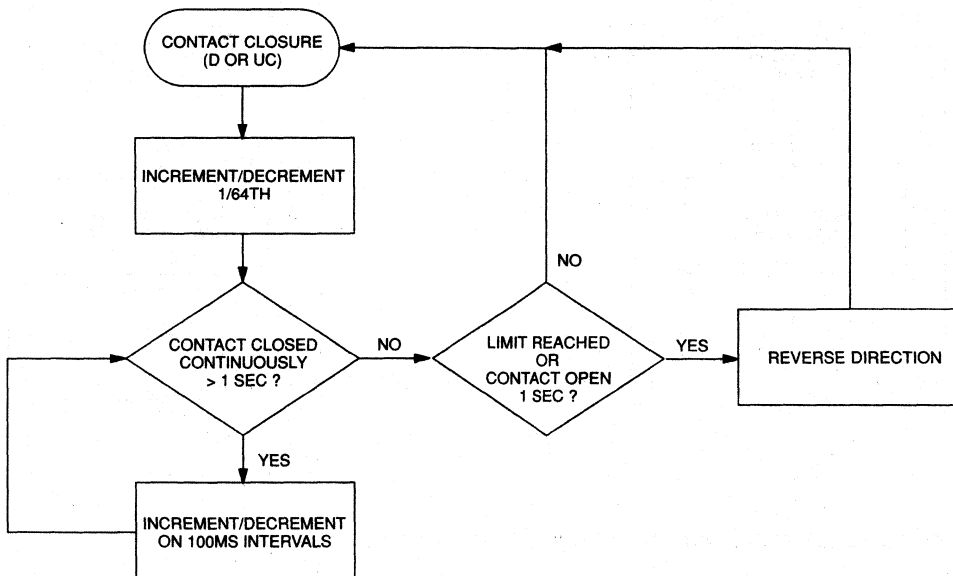 CONTACT CLOSURE
(D OR UC)
INCREMENT/DECREMENT
1/64TH
CONTACT CLOSED
CONTINUOUSLY
> 1 SEC ?
NO
YES
INCREMENT/DECREMENT
ON 100MS INTERVALS
LIMIT REACHED
OR
CONTACT OPEN
1 SEC ?
NO
YES
REVERSE DIRECTION